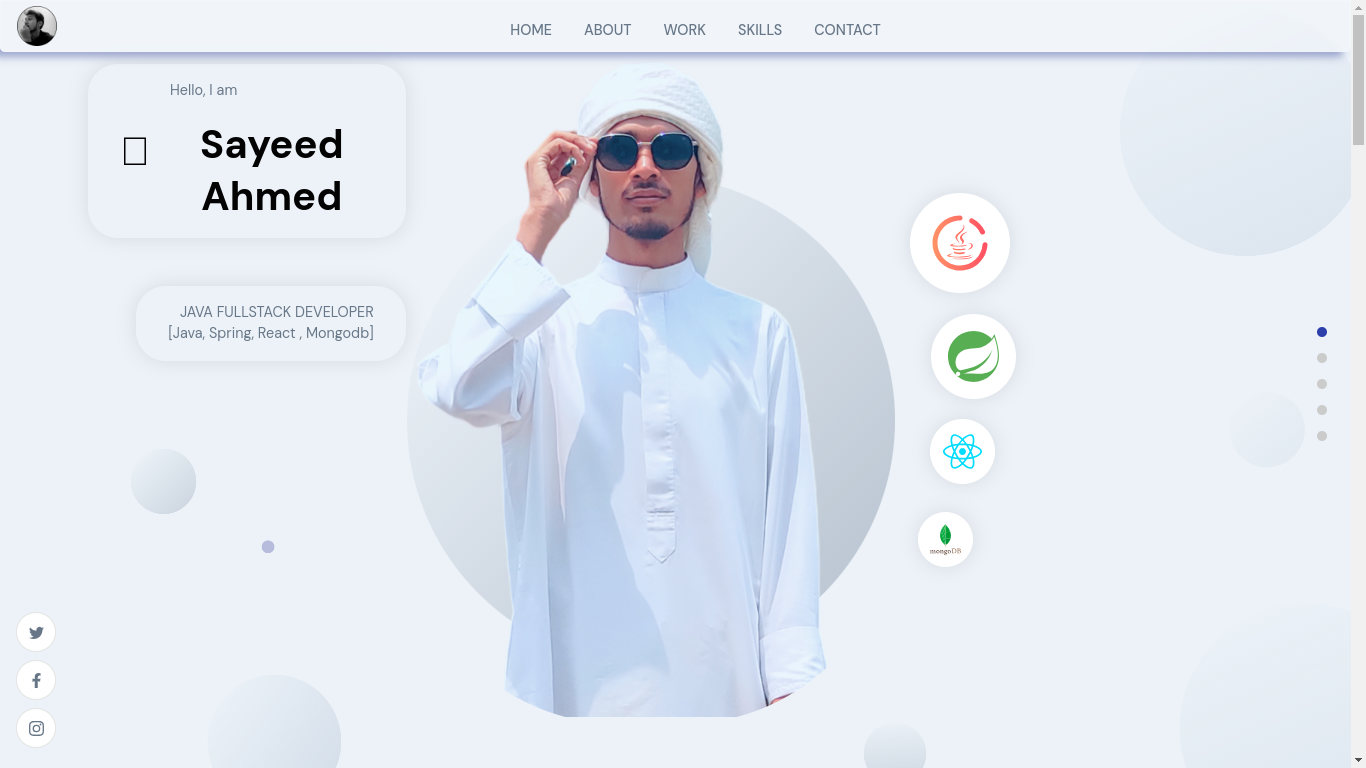 HOME ABOUT WORK SKILLS CONTACT
Hello, I am
Sayeed
Ahmed
JAVA FULLSTACK DEVELOPER
[Java, Spring, React , Mongodb]
mongoDB